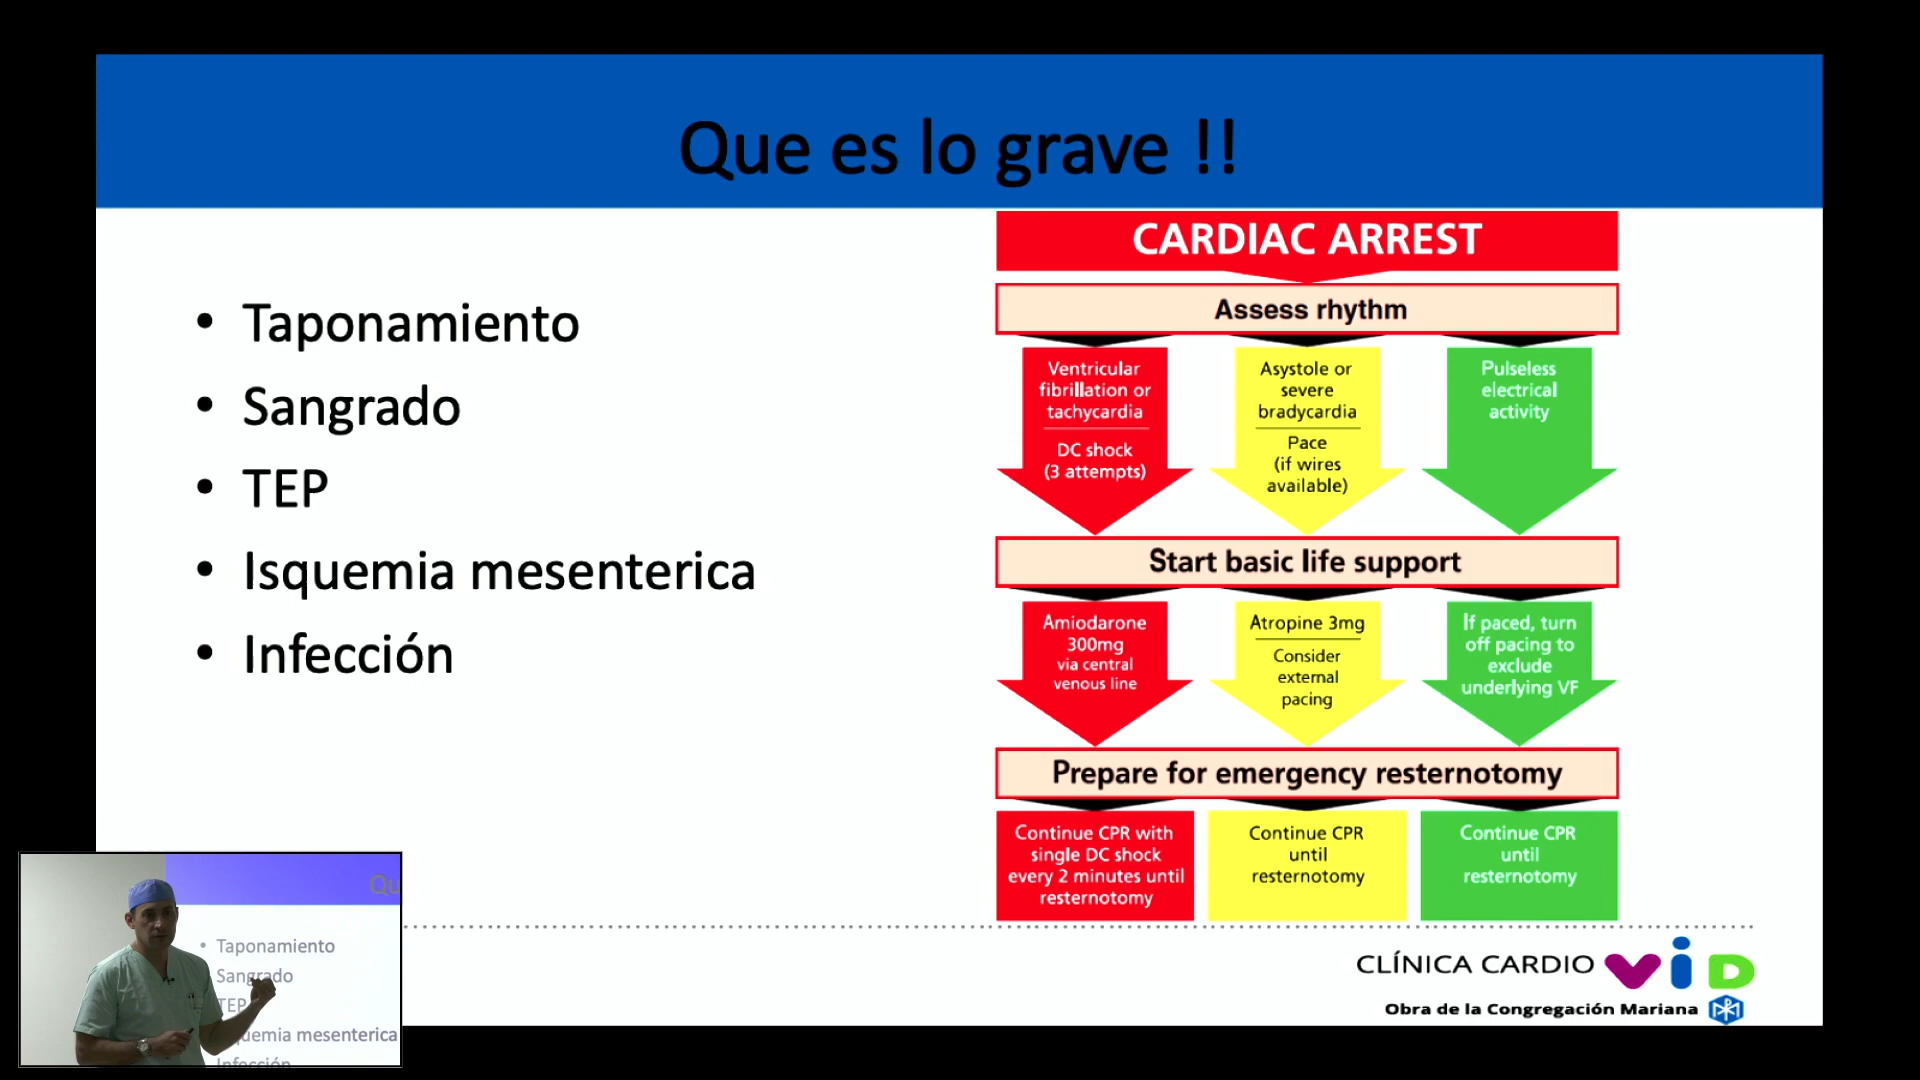 Que es lo grave !!
• Taponamiento
• Sangrado
• TEP
• Isquemia mesenterica
• Infección
CARDIAC ARREST
Assess rhythm
Ventricular
fibrillation or
tachycardia
DC shock
(3 attempts)
Asystole or
severe
bradycardia
Pace
(if wires
available)
Pulseless
electrical
activity
Start basic life support
Amiodarone
300mg
via central
venous line
Atropine 3mg
Consider
external
pacing
If paced, turn
off pacing to
exclude
underlying VF
Prepare for emergency resternotomy
Continue CPR with
single DC shock
every 2 minutes until
resternotomy
Continue CPR
until
resternotomy
Continue CPR
until
resternotomy
CLÍNICA CARDIO VID
Obra de la Congregación Mariana
Qu
• Taponamiento
Sangrado
TEP
quemia mesenterica
Infección